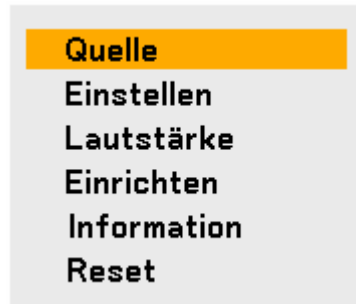 Quelle
Einstellen
Lautstärke
Einrichten
Information
Reset